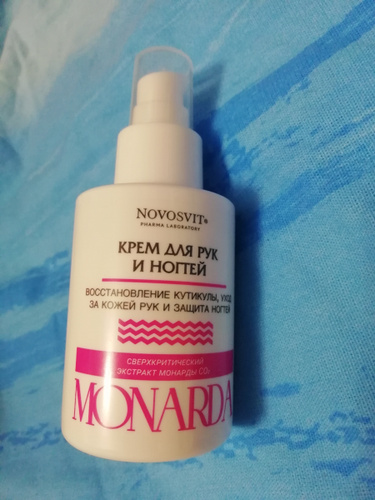 NOVOSVIT®
PHARMA LABORATORY
КРЕМ ДЛЯ РУК
И НОГТЕЙ
ВОССТАНОВЛЕНИЕ КУТИКУЛЫ, УХОД
ЗА КОЖЕЙ РУК И ЗАЩИТА НОГТЕЙ
СВЕРХКРИТИЧЕСКИЙ
ЭКСТРАКТ МОНАРДЫ CO₂
MONARDA